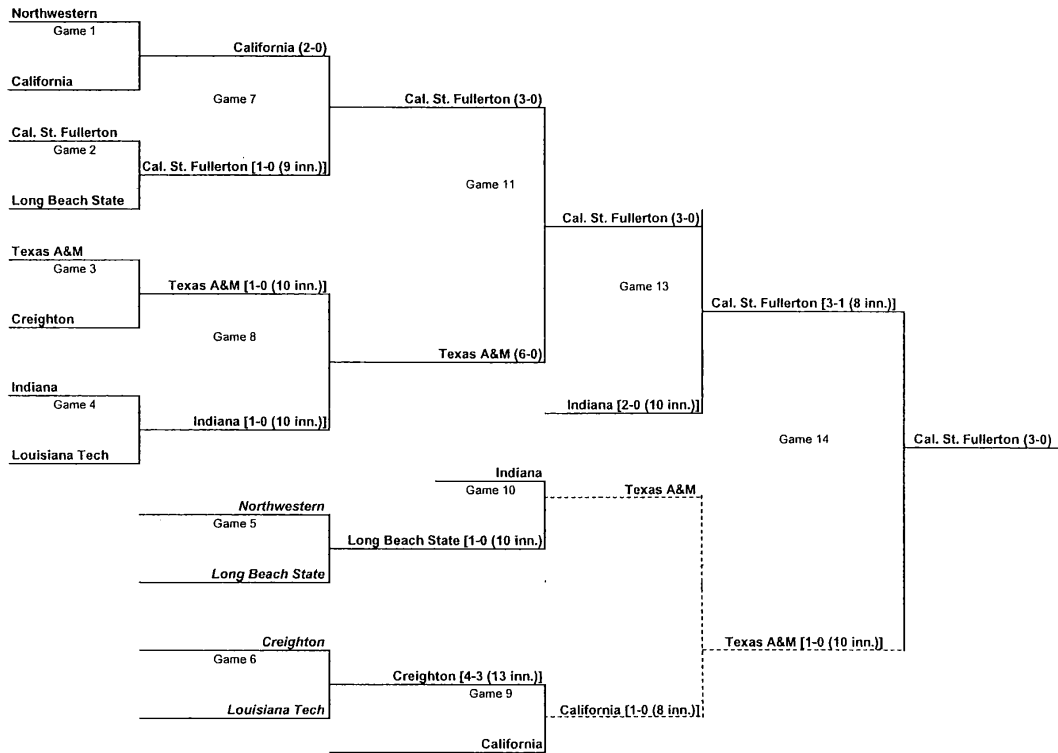 Northwestern
Game 1
California (2-0)
California
Game 7
Cal. St. Fullerton (3-0)
Cal. St. Fullerton
Game 2
Cal. St. Fullerton [1-0 (9 inn.)]
Long Beach State
Game 11
Cal. St. Fullerton (3-0)
Texas A&M
Game 3
Texas A&M [1-0 (10 inn.)]
Creighton
Game 13
Cal. St. Fullerton [3-1 (8 inn.)]
Game 8
Texas A&M (6-0)
Indiana
Game 4
Indiana [1-0 (10 inn.)]
Louisiana Tech
Indiana [2-0 (10 inn.)]
Game 14
Cal. St. Fullerton (3-0)
Indiana
Game 10
Texas A&M
Northwestern
Game 5
Long Beach State [1-0 (10 inn.)
Long Beach State
Creighton
Game 6
Texas A&M [1-0 (10 inn.)]
Creighton [4-3 (13 inn.)]
Game 9
Louisiana Tech
California [1-0 (8 inn.)]
California